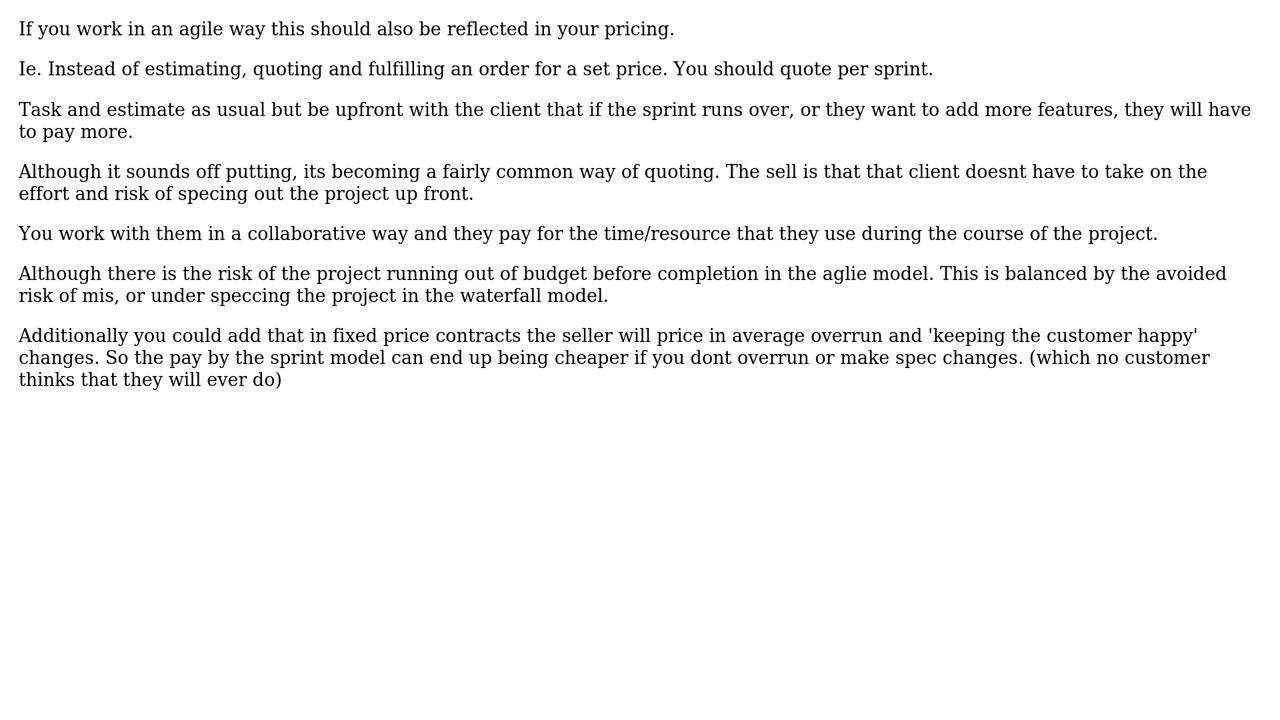 If you work in an agile way this should also be reflected in your pricing.
Ie. Instead of estimating, quoting and fulfilling an order for a set price. You should quote per sprint.
Task and estimate as usual but be upfront with the client that if the sprint runs over, or they want to add more features, they will have
to pay more.
Although it sounds off putting, its becoming a fairly common way of quoting. The sell is that that client doesnt have to take on the
effort and risk of specing out the project up front.
You work with them in a collaborative way and they pay for the time/resource that they use during the course of the project.
Although there is the risk of the project running out of budget before completion in the aglie model. This is balanced by the avoided
risk of mis, or under speccing the project in the waterfall model.
Additionally you could add that in fixed price contracts the seller will price in average overrun and 'keeping the customer happy'
changes. So the pay by the sprint model can end up being cheaper if you dont overrun or make spec changes. (which no customer
thinks that they will ever do)